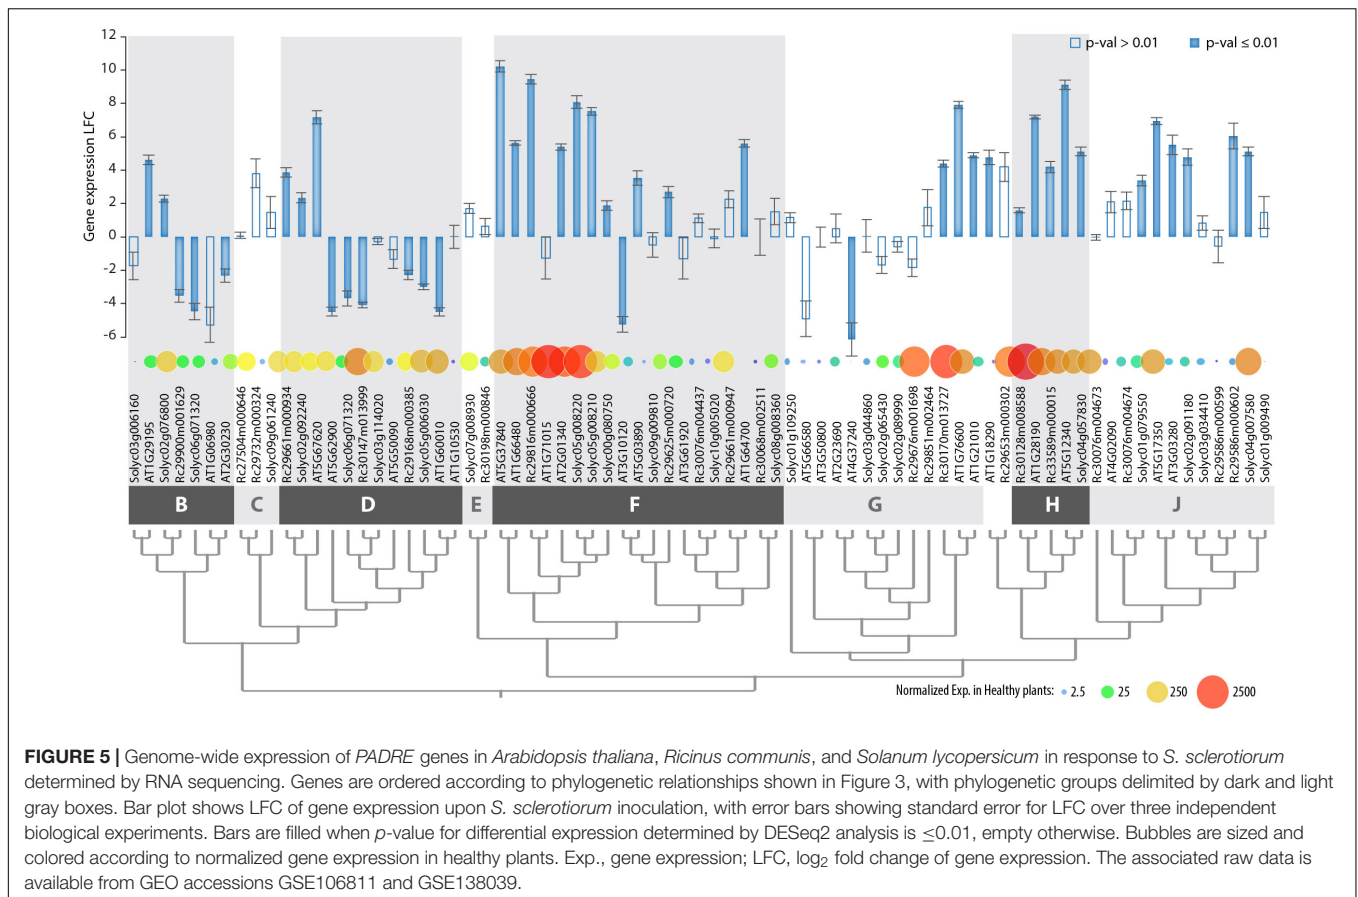 12
10
8
6
4
2
0
-2
-4
-6
Gene expression LFC
p-val > 0.01
p-val ≤ 0.01
Solyc03g006160
AT1G29195
Solyc02g076800
Rc29900m001629
Solyc06g071320
AT1G06980
AT2G30230
Rc27504m006646
Rc29732m000324
Solyc09g061240
Rc29661m000934
Solyc02g092240
AT5G67620
AT5G62900
Solyc06g071320
Rc30147m013999
Solyc03g114020
AT5G50090
Rc29168m000385
Solyc05g006030
AT1G60010
AT1G10530
Solyc07g008930
Rc30198m000846
AT5G37840
AT1G66480
Rc29816m000666
AT1G71015
AT2G01340
Solyc05g008220
Solyc05g008210
Solyc00g080750
AT3G10120
AT5G03890
Solyc09g009810
Rc29625m000720
AT3G61920
Rc30076m004437
Solyc10g005020
Rc29661m000947
AT1G64700
Rc30068m002511
Solyc08g008360
Solyc01g109250
AT5G66580
AT3G50800
AT2G23690
AT4G37240
Solyc03g044860
Solyc02g065430
Solyc02g089990
Rc29676m001698
Rc29851m002464
Rc30170m013727
AT1G76600
AT1G21010
AT1G18290
Rc29653m000302
Rc30128m008588
AT1G28190
Rc33589m000015
AT5G12340
Solyc04g057830
Rc30076m004673
AT4G02090
Rc30076m004674
Solyc01g079550
AT5G17350
AT3G03280
Solyc02g091180
Solyc03g034410
Rc29586m000599
Rc29586m006602
Solyc04g007580
Solyc01g009490
B C D E F G H J
Normalized Exp. in Healthy plants: 2.5 25 250 2500
FIGURE 5 | Genome-wide expression of PADRE genes in Arabidopsis thaliana, Ricinus communis, and Solanum lycopersicum in response to S. sclerotiorum
determined by RNA sequencing. Genes are ordered according to phylogenetic relationships shown in Figure 3, with phylogenetic groups delimited by dark and light
gray boxes. Bar plot shows LFC of gene expression upon S. sclerotiorum inoculation, with error bars showing standard error for LFC over three independent
biological experiments. Bars are filled when p-value for differential expression determined by DESeq2 analysis is ≤0.01, empty otherwise. Bubbles are sized and
colored according to normalized gene expression in healthy plants. Exp., gene expression; LFC, log₂ fold change of gene expression. The associated raw data is
available from GEO accessions GSE106811 and GSE138039.